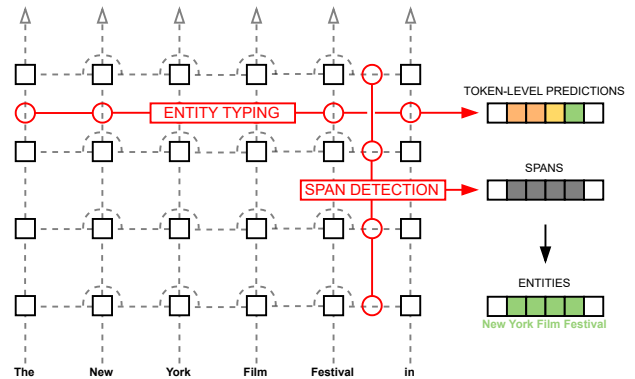 TOKEN-LEVEL PREDICTIONS
ENTITY TYPING
SPANS
SPAN DETECTION
ENTITIES
New York Film Festival
The New York Film Festival in